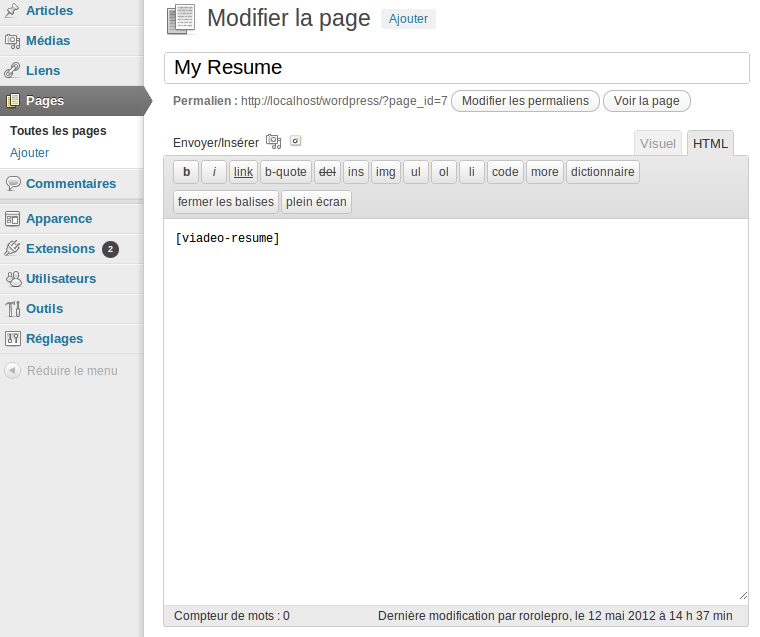 Articles
Médias
Liens
Pages
Toutes les pages
Ajouter
Commentaires
Apparence
Extensions 2
Utilisateurs
Outils
Réglages
Réduire le menu
Modifier la page Ajouter
My Resume
Permalien : http://localhost/wordpress/?page_id=7 Modifier les permaliens Voir la page
Envoyer/Insérer Visuel HTML
b i link b-quote del ins img ul ol li code more dictionnaire
fermer les balises plein écran
[viadeo-resume]
Compteur de mots : 0 Dernière modification par rorolepro, le 12 mai 2012 à 14 h 37 min